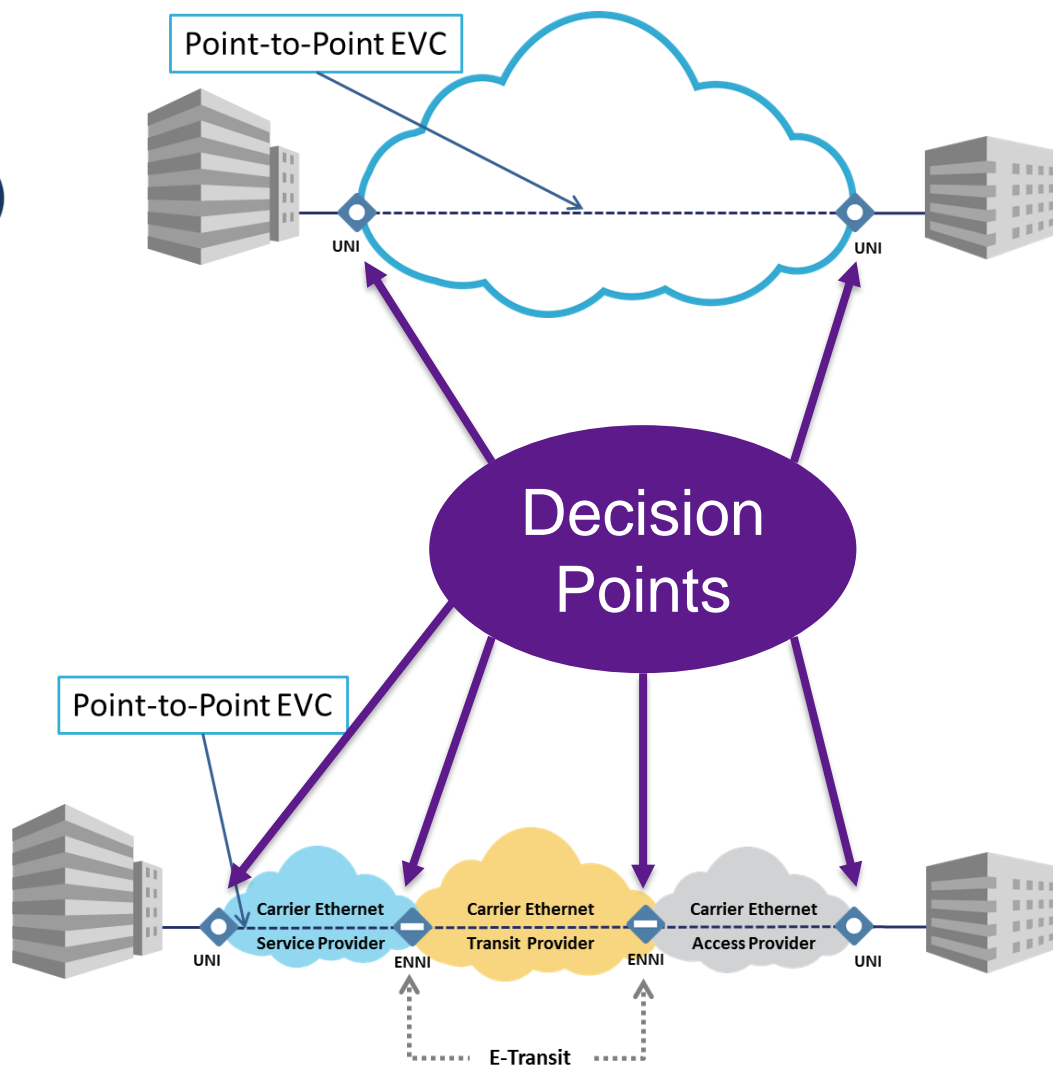 Point-to-Point EVC
UNI
UNI
Decision
Points
Point-to-Point EVC
Carrier Ethernet
Carrier Ethernet
Carrier Ethernet
Service Provider
Transit Provider
Access Provider
UNI
ENNI
ENNI
UNI
E-Transit